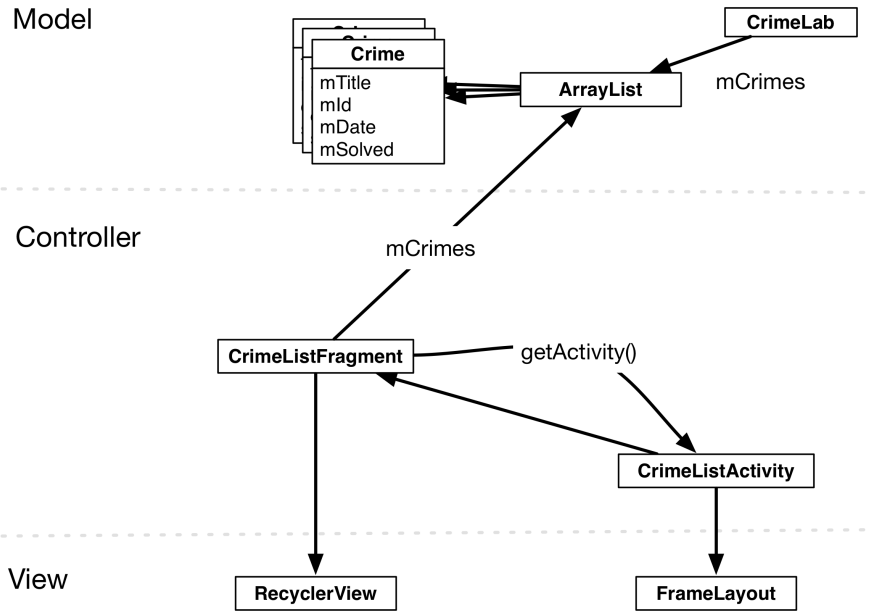 Model
CrimeLab
Crime
mTitle
mId
mDate
mSolved
ArrayList
mCrimes
Controller
mCrimes
CrimeListFragment
getActivity()
CrimeListActivity
View
RecyclerView
FrameLayout